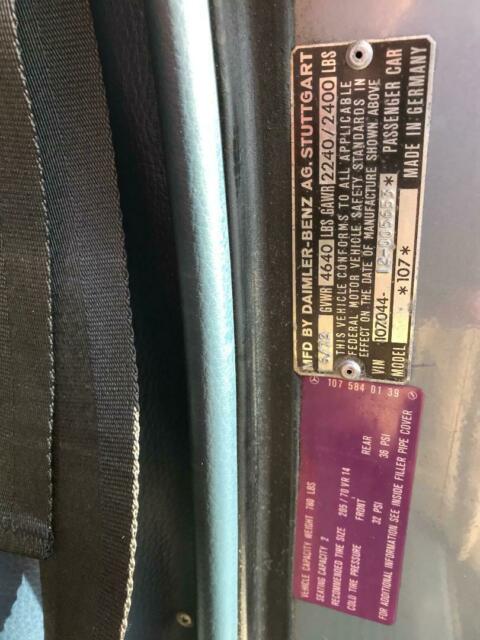 MFD BY DAIMLER-BENZ AG. STUTTGART
GVWR 4640 LBS GAWR 2240/2400 LBS
THIS VEHICLE CONFORMS TO ALL APPLICABLE
FEDERAL MOTOR VEHICLE SAFETY STANDARDS IN
EFFECT ON THE DATE OF MANUFACTURE SHOWN ABOVE
VIN 107.044- PASSENGER CAR
MODEL *107* MADE IN GERMANY
107 584 01 39
VEHICLE CAPACITY WEIGHT 780 LBS
SEATING CAPACITY 2
RECOMMENDED TIRE SIZE 205/70 VR 14
FRONT REAR
COLD TIRE PRESSURE 32 PSI 36 PSI
FOR ADDITIONAL INFORMATION SEE INSIDE FILLER PIPE COVER